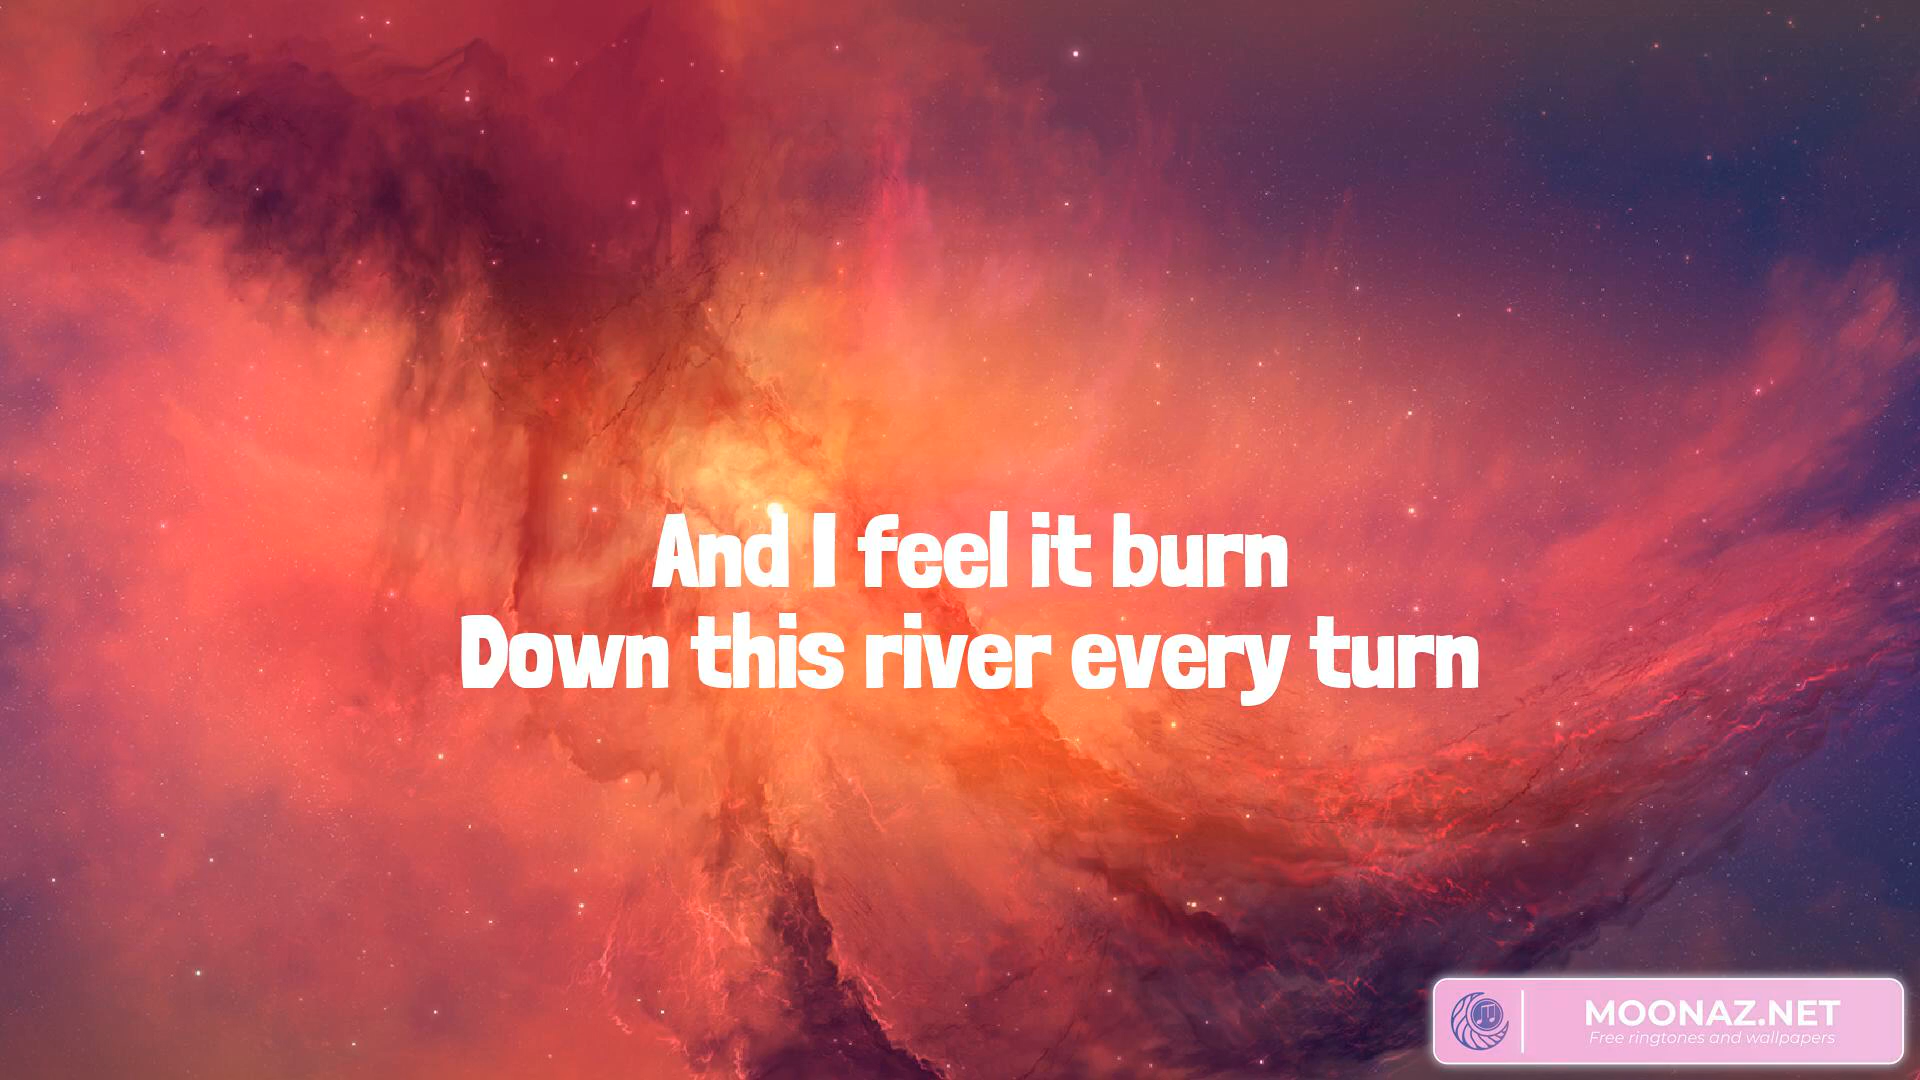 And I feel it burn
Down this river every turn
MOONAZ.NET
Free ringtones and wallpapers